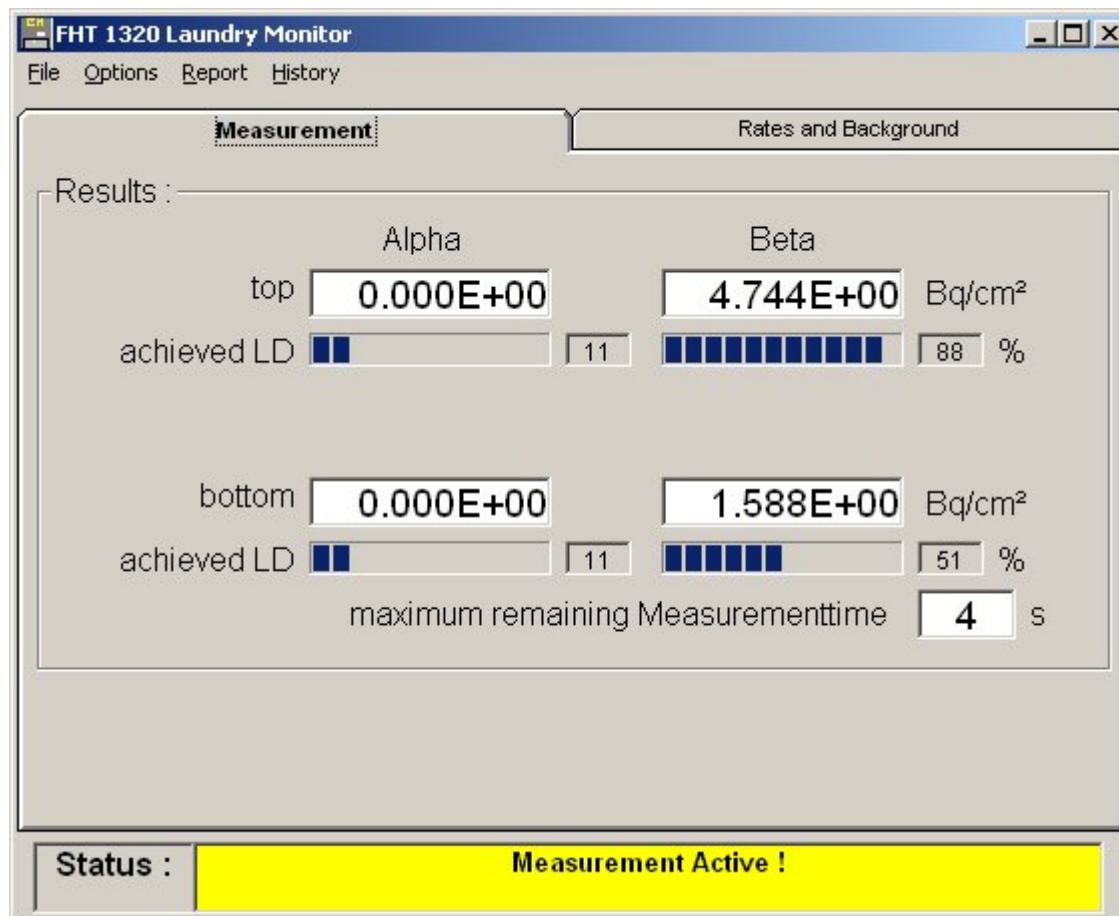 FHT 1320 Laundry Monitor
File Options Report History
Measurement Rates and Background
Results :
Alpha Beta
top 0.000E+00 4.744E+00 Bq/cm²
achieved LD 11 88 %
bottom 0.000E+00 1.588E+00 Bq/cm²
achieved LD 11 51 %
maximum remaining Measurementtime 4 s
Status : Measurement Active !